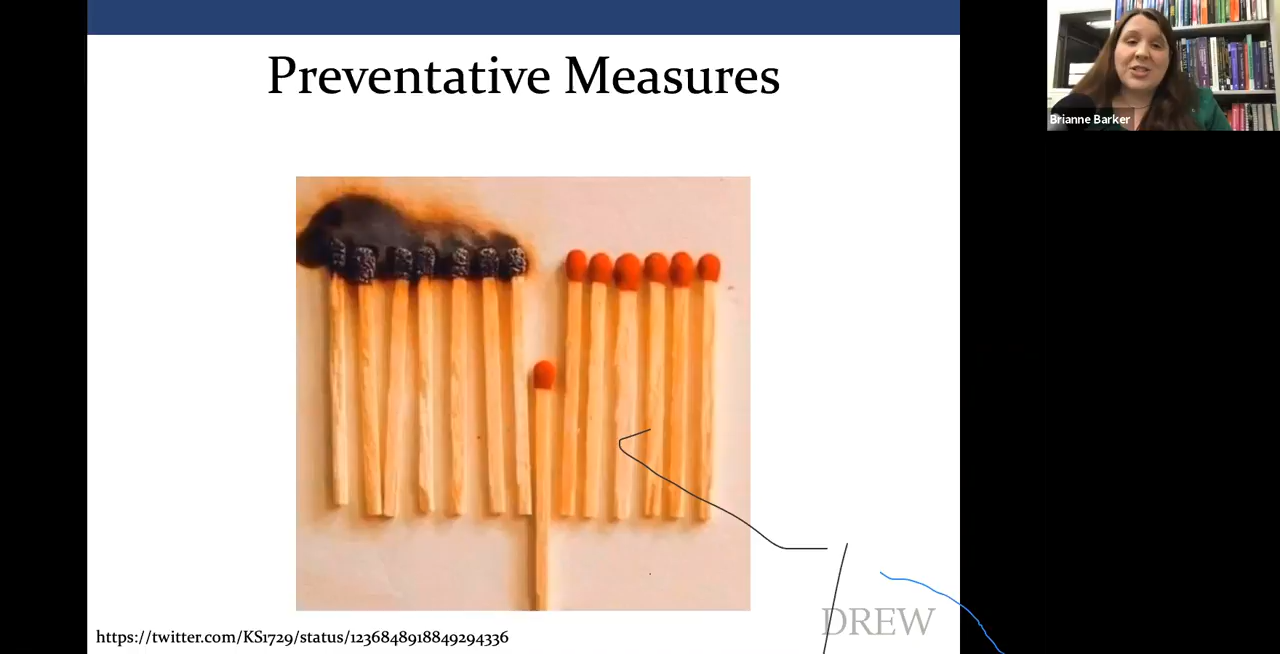 Preventative Measures
Brianne Barker
https://twitter.com/KS1729/status/1236848918849294336
DREW